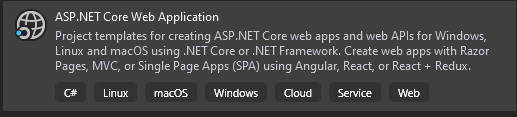 ASP.NET Core Web Application
Project templates for creating ASP.NET Core web apps and web APIs for Windows,
Linux and macOS using .NET Core or .NET Framework. Create web apps with Razor
Pages, MVC, or Single Page Apps (SPA) using Angular, React, or React + Redux.
C# Linux macOS Windows Cloud Service Web